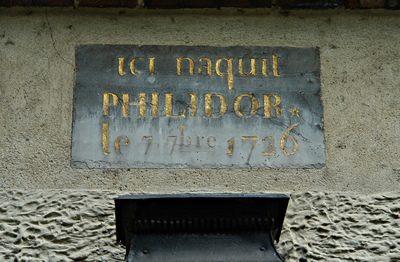 ici naquit
PHILIDOR *
le 7. 7bre 1726